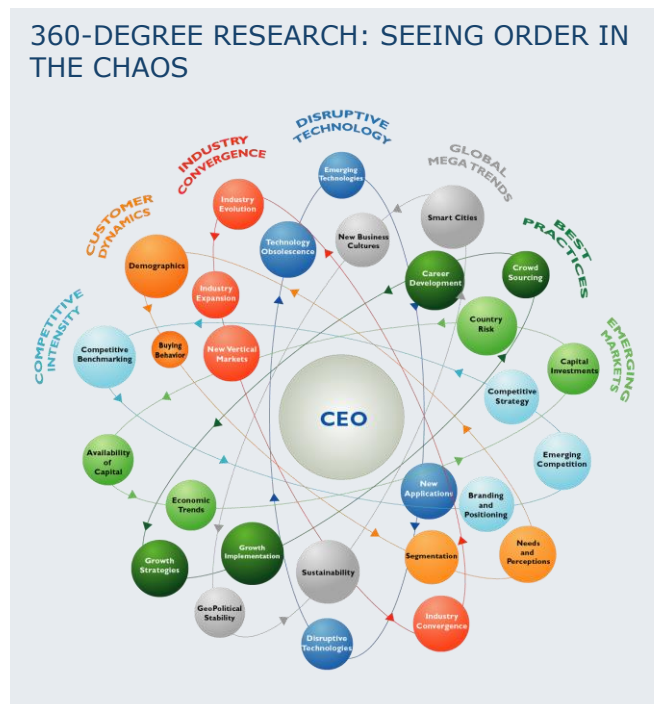 360-DEGREE RESEARCH: SEEING ORDER IN
THE CHAOS
DISRUPTIVE
TECHNOLOGY
INDUSTRY
CONVERGENCE
GLOBAL
MEGA TRENDS
CUSTOMER
DYNAMICS
BEST
PRACTICES
COMPETITIVE
INTENSITY
EMERGING
MARKETS
Emerging
Technologies
Industry
Evolution
Smart Cities
Technology
Obsolescence
New Business
Cultures
Demographics
Career
Development
Crowd
Sourcing
Industry
Expansion
Country
Risk
Competitive
Benchmarking
Buying
Behavior
New Vertical
Markets
Capital
Investments
Competitive
Strategy
CEO
Availability
of
Capital
Emerging
Competition
Economic
Trends
New
Applications
Branding
and
Positioning
Growth
Strategies
Growth
Implementation
Sustainability
Segmentation
Needs
and
Perceptions
GeoPolitical
Stability
Industry
Convergence
Disruptive
Technologies